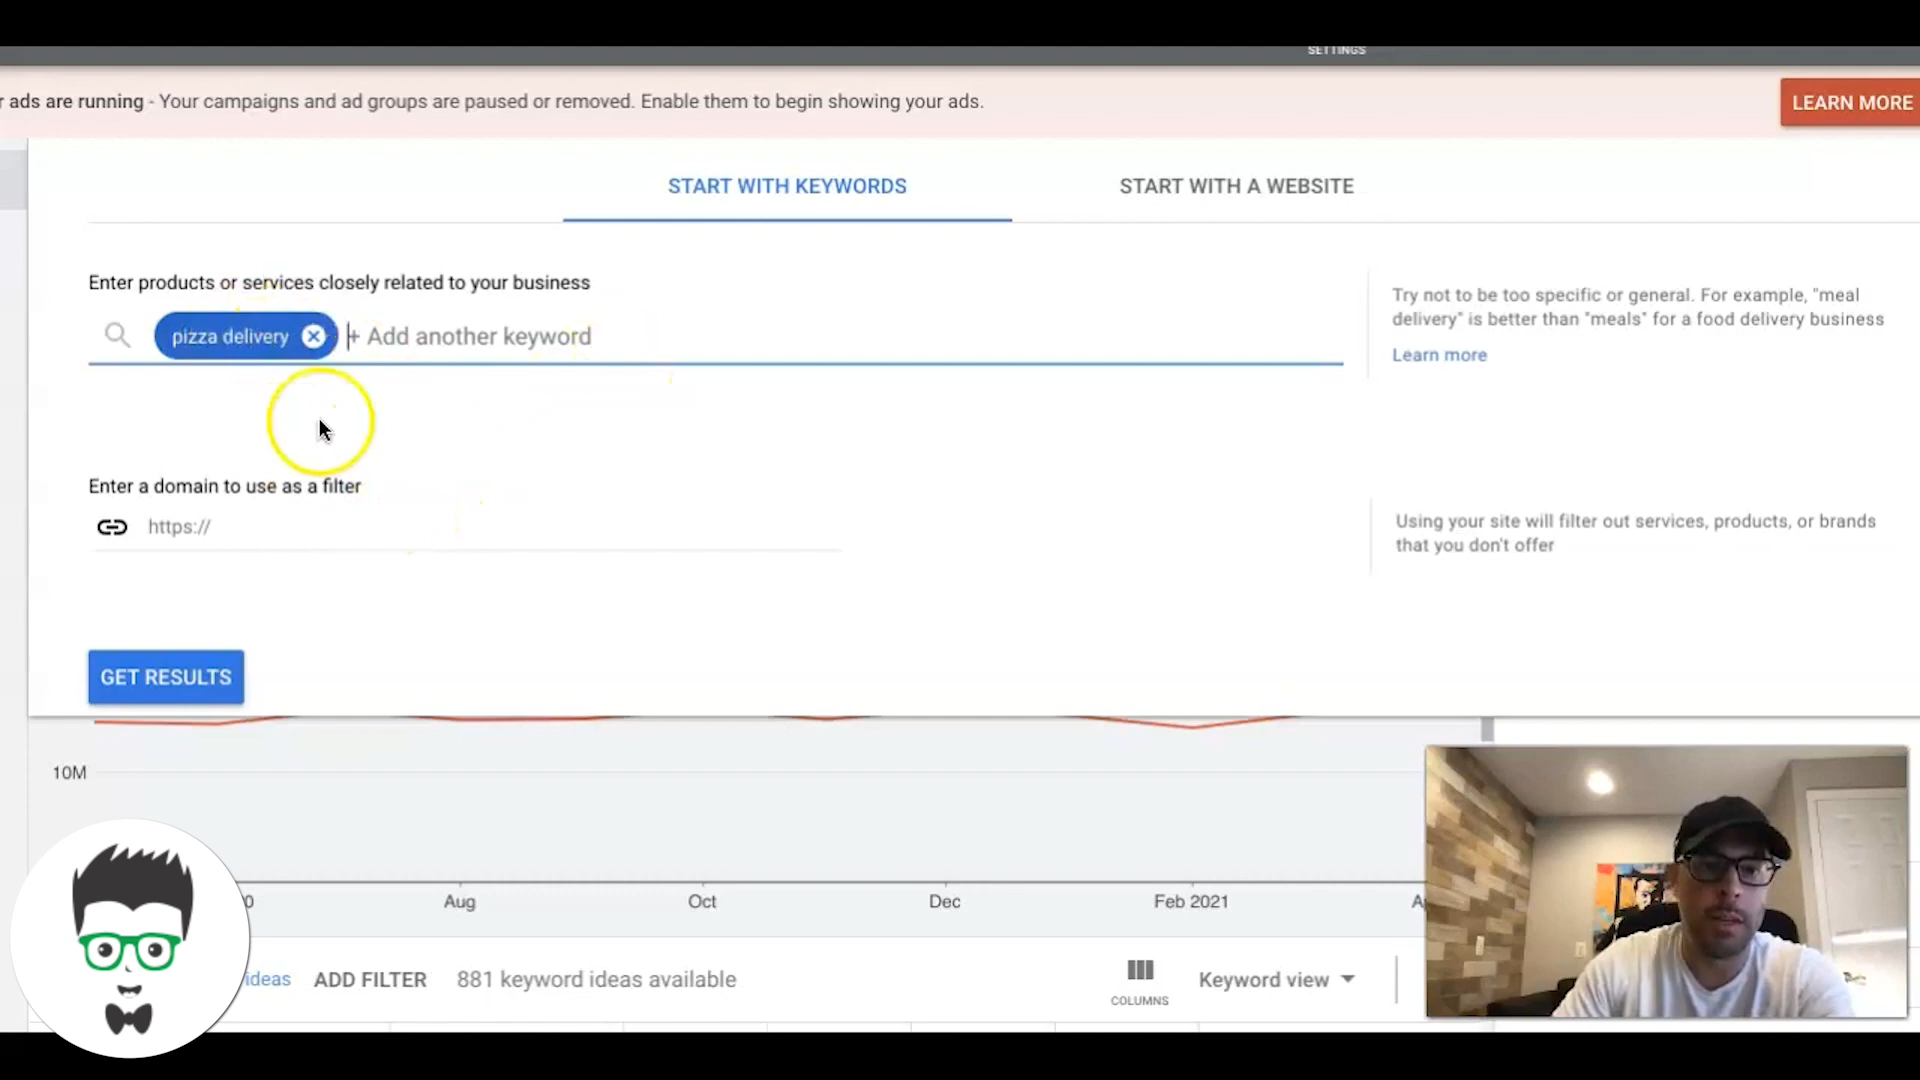 SETTINGS
r ads are running - Your campaigns and ad groups are paused or removed. Enable them to begin showing your ads.
LEARN MORE
START WITH KEYWORDS
START WITH A WEBSITE
Enter products or services closely related to your business
pizza delivery
+ Add another keyword
Try not to be too specific or general. For example, "meal
delivery" is better than "meals" for a food delivery business
Learn more
Enter a domain to use as a filter
https://
Using your site will filter out services, products, or brands
that you don't offer
GET RESULTS
10M
0
Aug
Oct
Dec
Feb 2021
A
ideas
ADD FILTER
881 keyword ideas available
COLUMNS
Keyword view